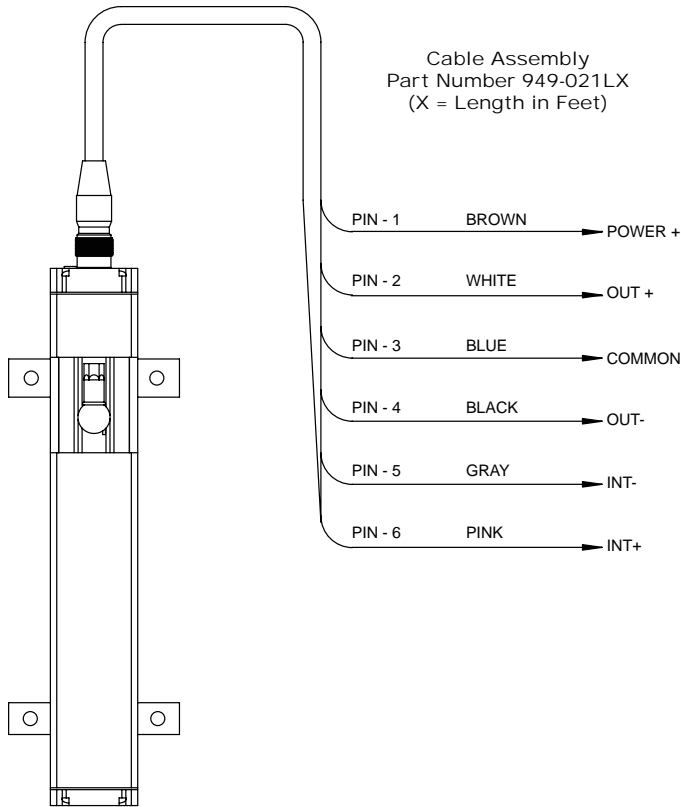 Cable Assembly
Part Number 949-021LX
(X = Length in Feet)
PIN - 1 BROWN POWER +
PIN - 2 WHITE OUT +
PIN - 3 BLUE COMMON
PIN - 4 BLACK OUT-
PIN - 5 GRAY INT-
PIN - 6 PINK INT+